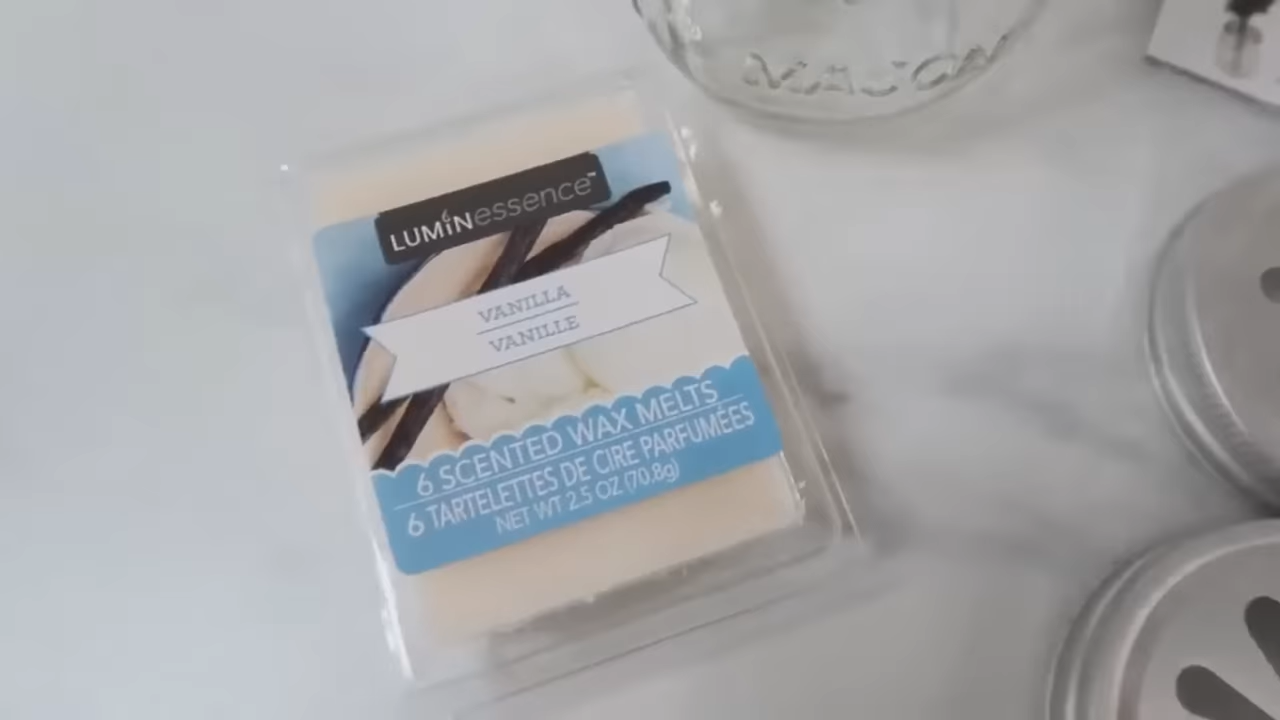 MASON
LUMiNessence™
VANILLA
VANILLE
6 SCENTED WAX MELTS
6 TARTELETTES DE CIRE PARFUMÉES
NET WT 2.5 OZ (70.8g)